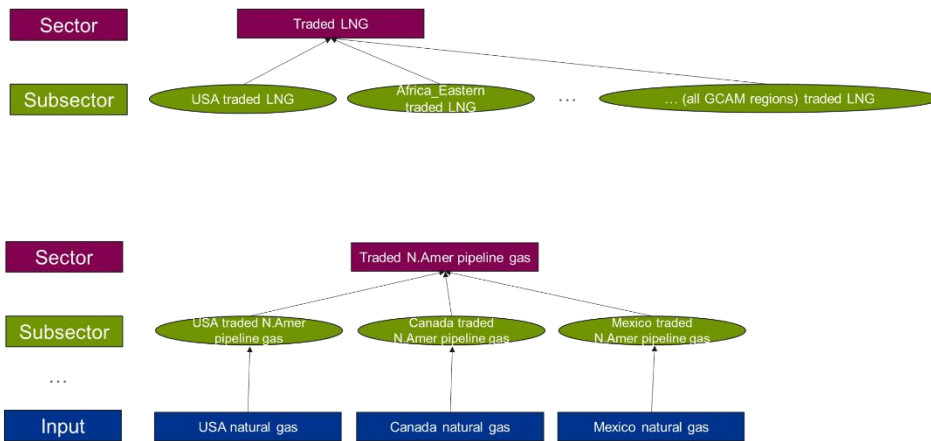 Sector
Traded LNG
Subsector
USA traded LNG
Africa_Eastern
traded LNG
...
... (all GCAM regions) traded LNG
Sector
Traded N.Amer pipeline gas
Subsector
USA traded N.Amer
pipeline gas
Canada traded
N.Amer pipeline gas
Mexico traded
N.Amer pipeline gas
...
Input
USA natural gas
Canada natural gas
Mexico natural gas